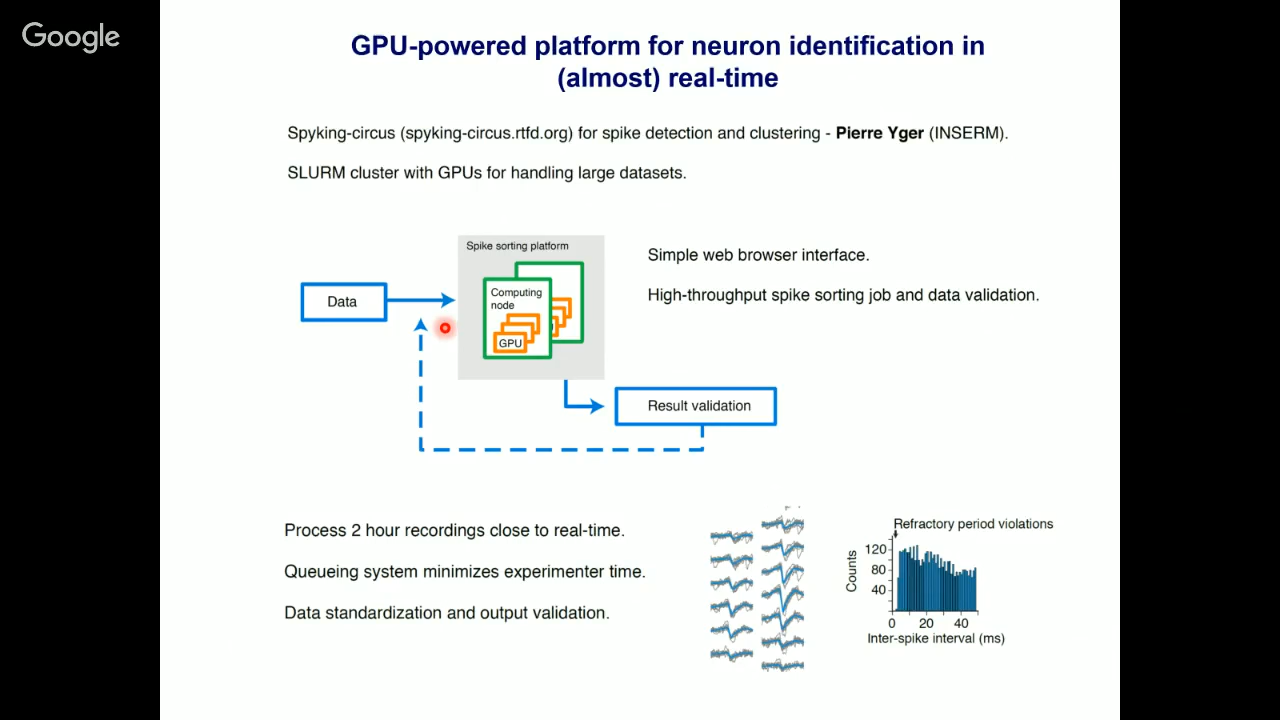 Google
GPU-powered platform for neuron identification in
(almost) real-time
Spyking-circus (spyking-circus.rtfd.org) for spike detection and clustering - Pierre Yger (INSERM).
SLURM cluster with GPUs for handling large datasets.
Spike sorting platform
Computing
node
GPU
Data
Simple web browser interface.
High-throughput spike sorting job and data validation.
Result validation
Process 2 hour recordings close to real-time.
Queueing system minimizes experimenter time.
Data standardization and output validation.
Refractory period violations
Counts
120
80
40
0 20 40
Inter-spike interval (ms)